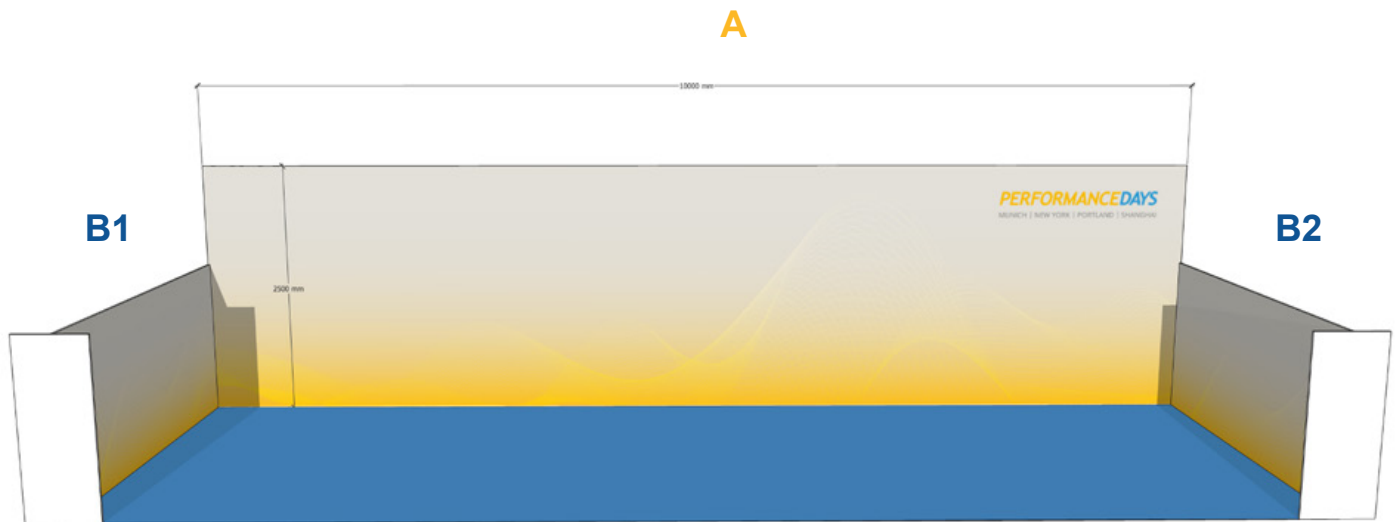 A
10000 mm
PERFORMANCEDAYS
MUNICH | NEW YORK | PORTLAND | SHANGHAI
B1
B2
2500 mm